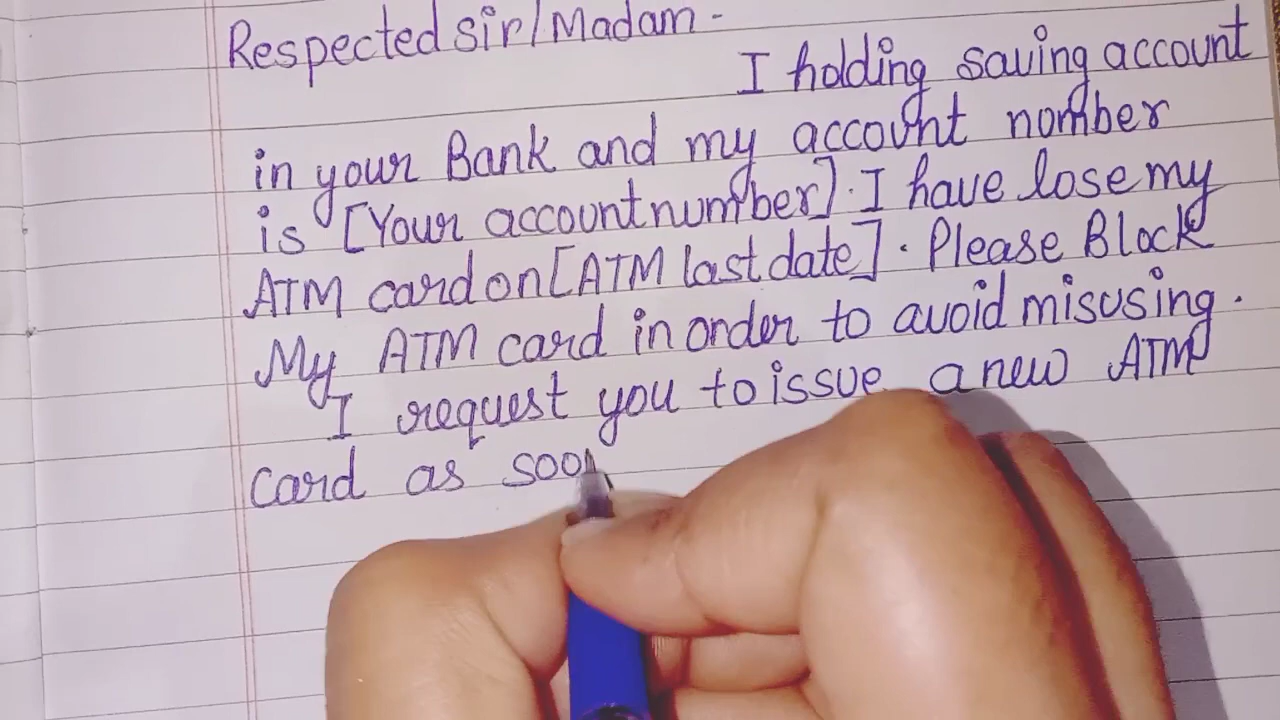 Respected sir/Madam-
I holding saving account
in your Bank and my account number
is [Your account number]. I have lose my
ATM card on [ATM last date]. Please Block
My ATM card in order to avoid misusing.
I request you to issue a new ATM
card as soon